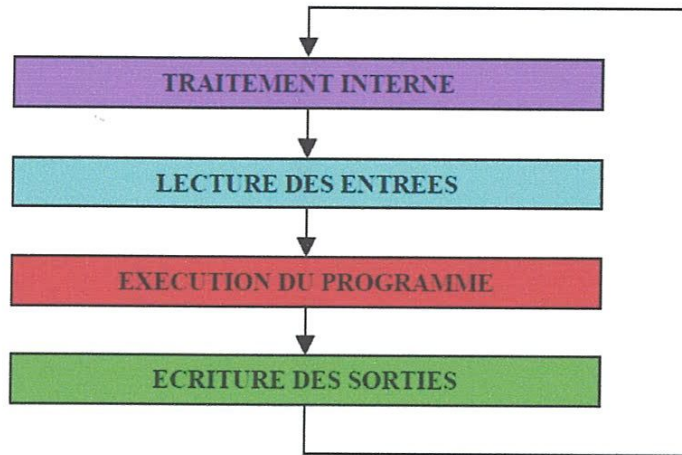 TRAITEMENT INTERNE
LECTURE DES ENTREES
EXECUTION DU PROGRAMME
ECRITURE DES SORTIES